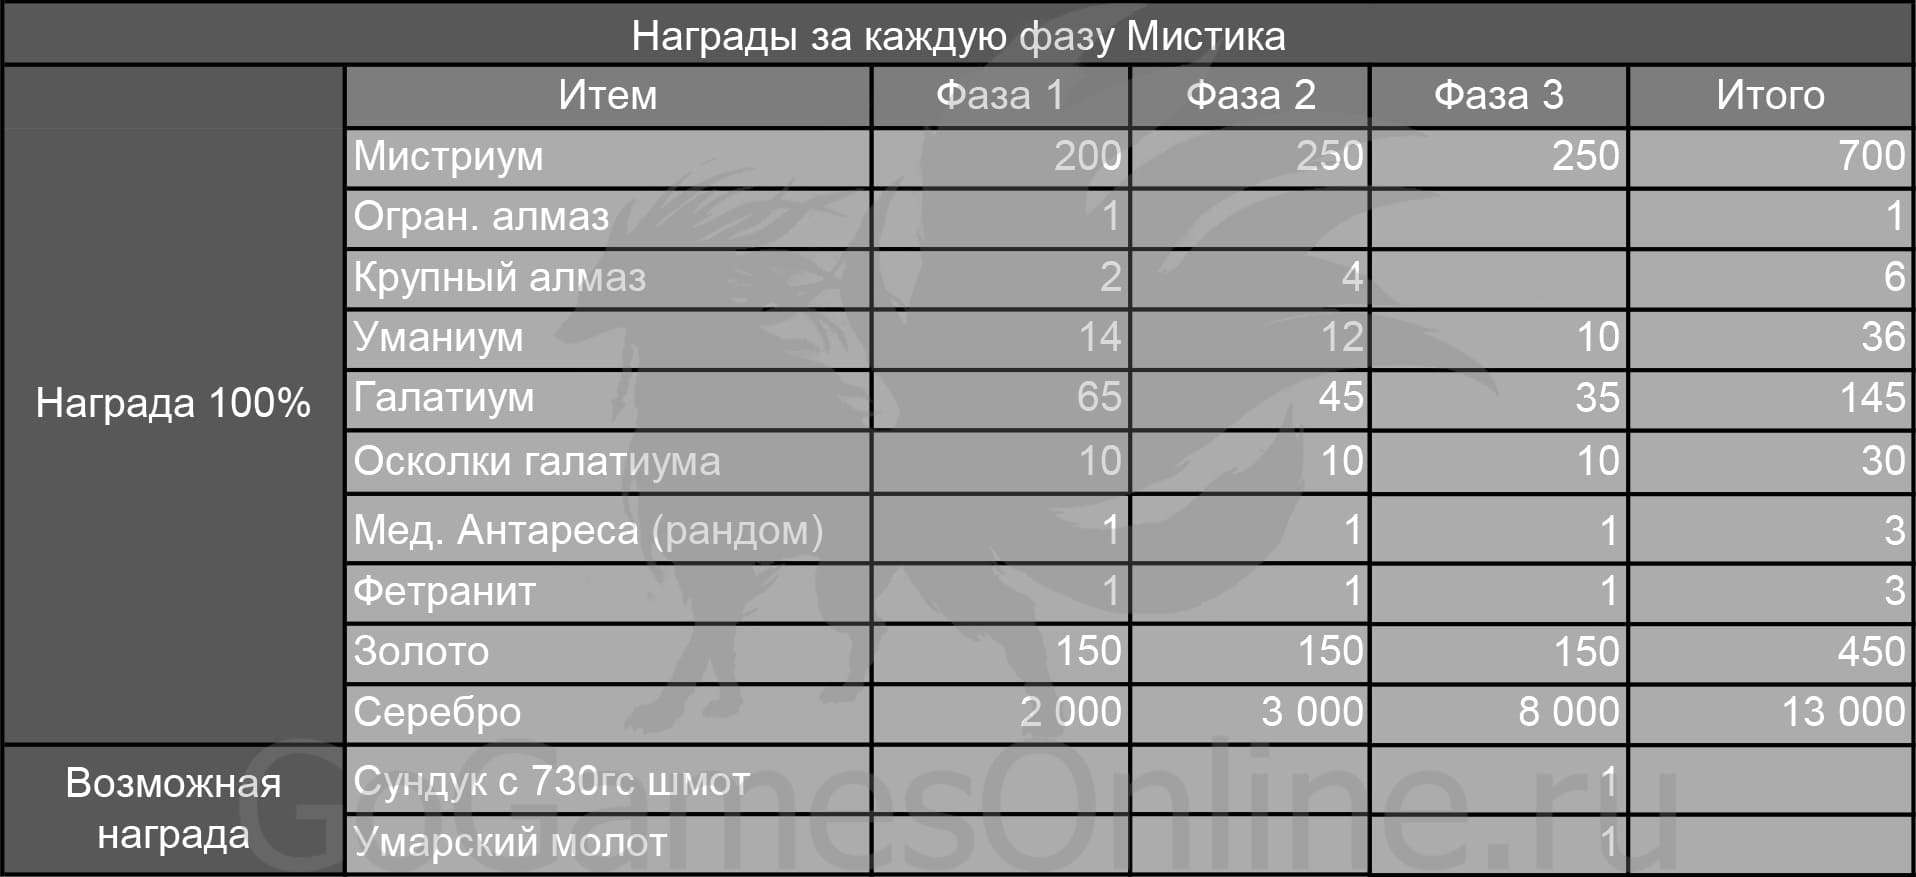 Награды за каждую фазу Мистика
Итем Фаза 1 Фаза 2 Фаза 3 Итого
Награда 100%
Мистриум 200 250 250 700
Огран. алмаз 1 1
Крупный алмаз 2 4 6
Уманиум 14 12 10 36
Галатиум 65 45 35 145
Осколки галатиума 10 10 10 30
Мед. Антареса (рандом) 1 1 1 3
Фетранит 1 1 1 3
Золото 150 150 150 450
Серебро 2 000 3 000 8 000 13 000
Возможная
награда
Сундук с 730гс шмот 1
Умарский молот 1
GoGamesOnline.ru